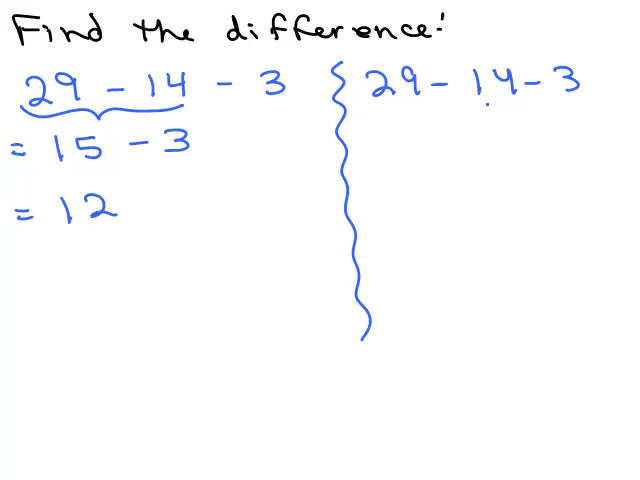 Find the difference:
29 - 14 - 3
= 15 - 3
= 12
29 - 14 - 3